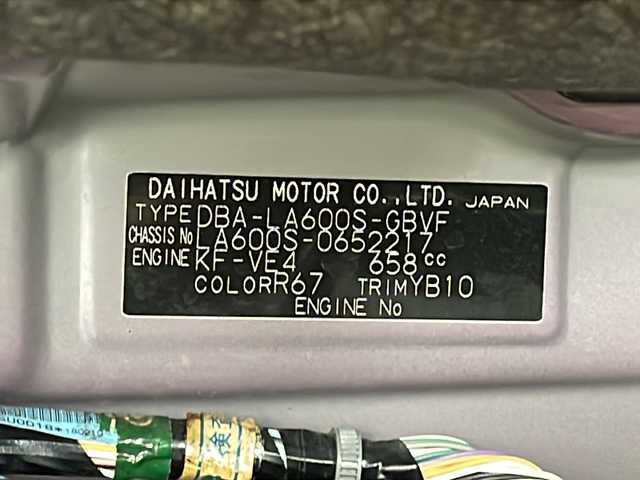 DAIHATSU MOTOR CO.,LTD. JAPAN
TYPE DBA-LA600S-GBVF
CHASSIS No LA600S-0652217
ENGINE KF-VE4 658cc
COLOR R67 TRIM YB10
ENGINE No